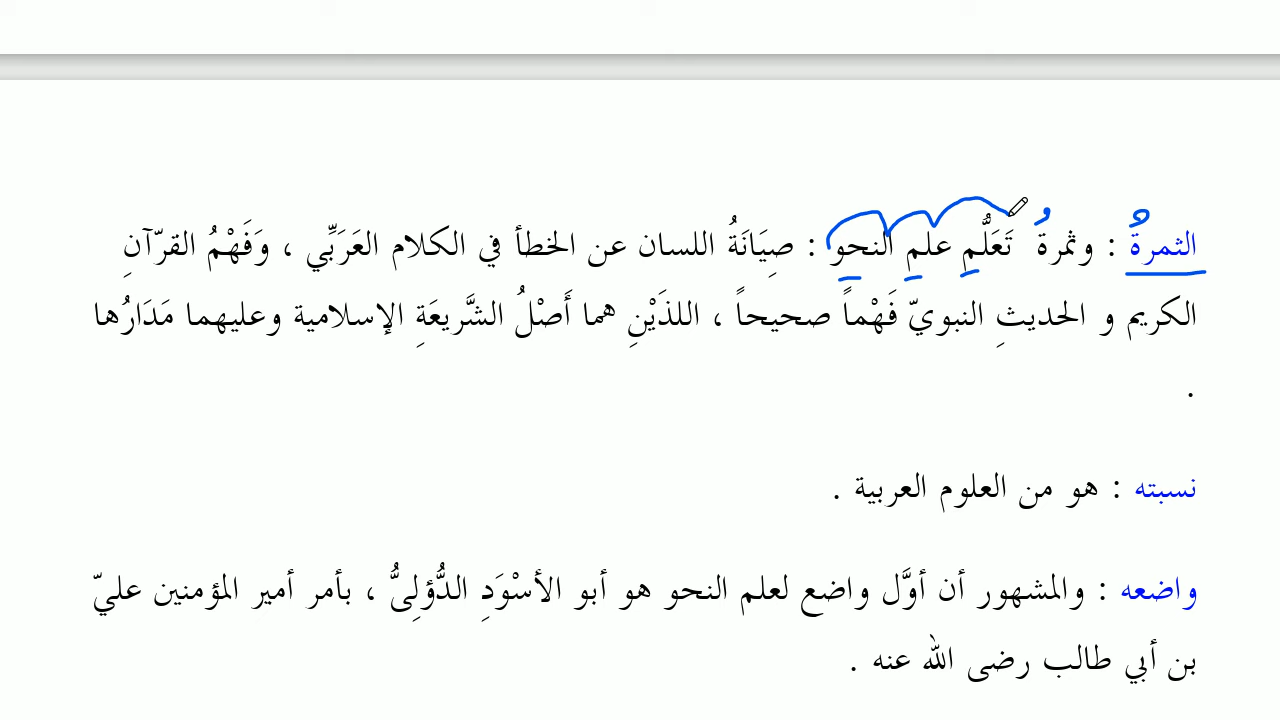 الثمرةُ : وثمرةُ تَعَلُّمِ علمِ النحوِ : صِيَانَةُ اللسان عن الخطأ في الكلام العَرَبِّي ، وَفَهْمُ القرّآنِ
الكريم و الحديثِ النبويّ فَهْماً صحيحاً ، اللذَيْنِ هما أَصْلُ الشَّريعَةِ الإسلامية وعليهما مَدَارُها
.
نسبته : هو من العلوم العربية .
واضعه : والمشهور أن أوَّل واضع لعلم النحو هو أبو الأسْوَدِ الدُّؤلِىُّ ، بأمر أمير المؤمنين عليّ
بن أبي طالب رضى الله عنه .